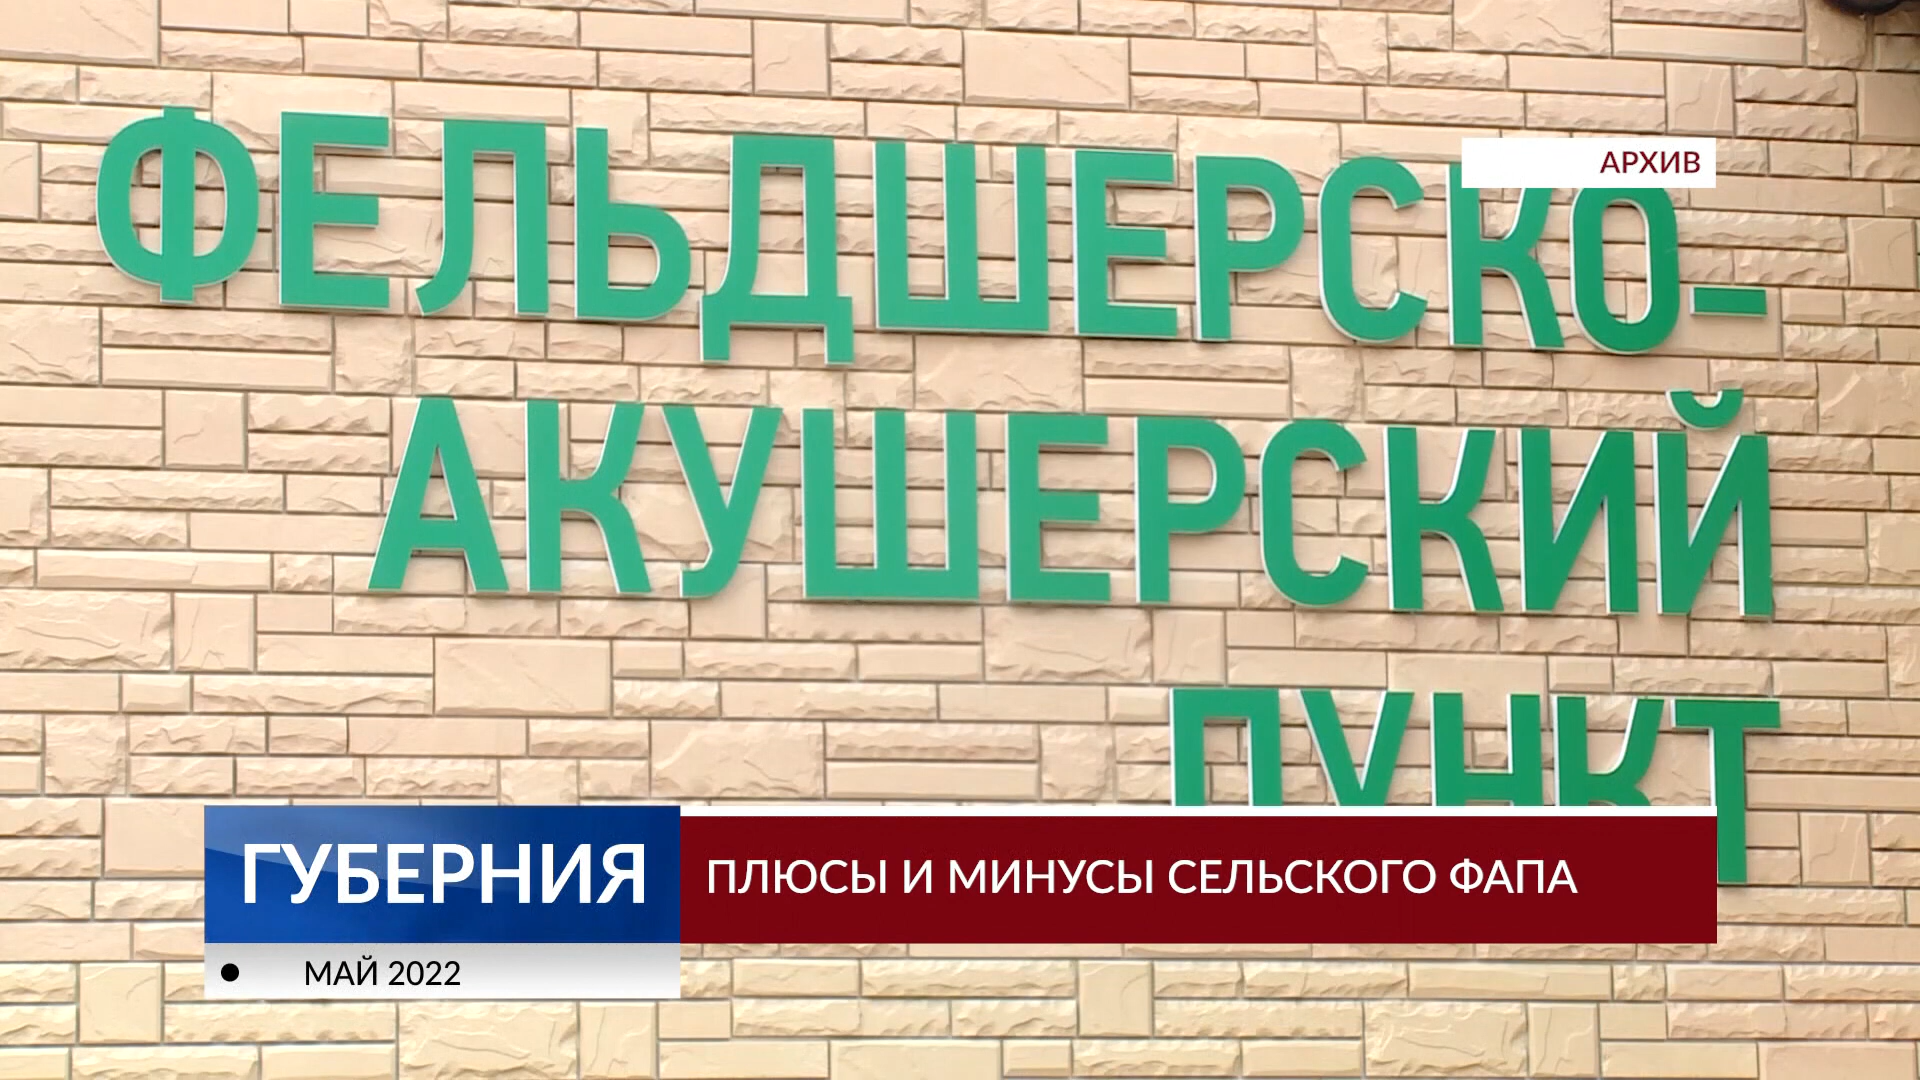 АРХИВ
ФЕЛЬДШЕРСКО-
АКУШЕРСКИЙ
ПУНКТ
ГУБЕРНИЯ
ПЛЮСЫ И МИНУСЫ СЕЛЬСКОГО ФАПА
МАЙ 2022